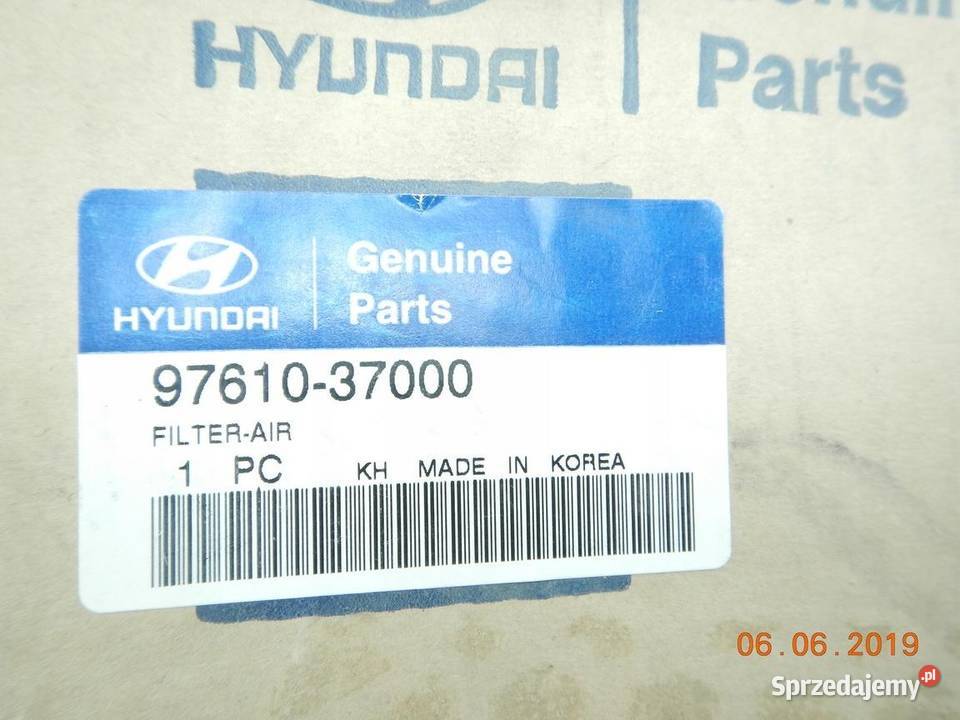 HYUNDAI
Parts
HYUNDAI
Genuine
Parts
97610-37000
FILTER-AIR
1 PC KH MADE IN KOREA
06.06.2019
Sprzedajemy.pl